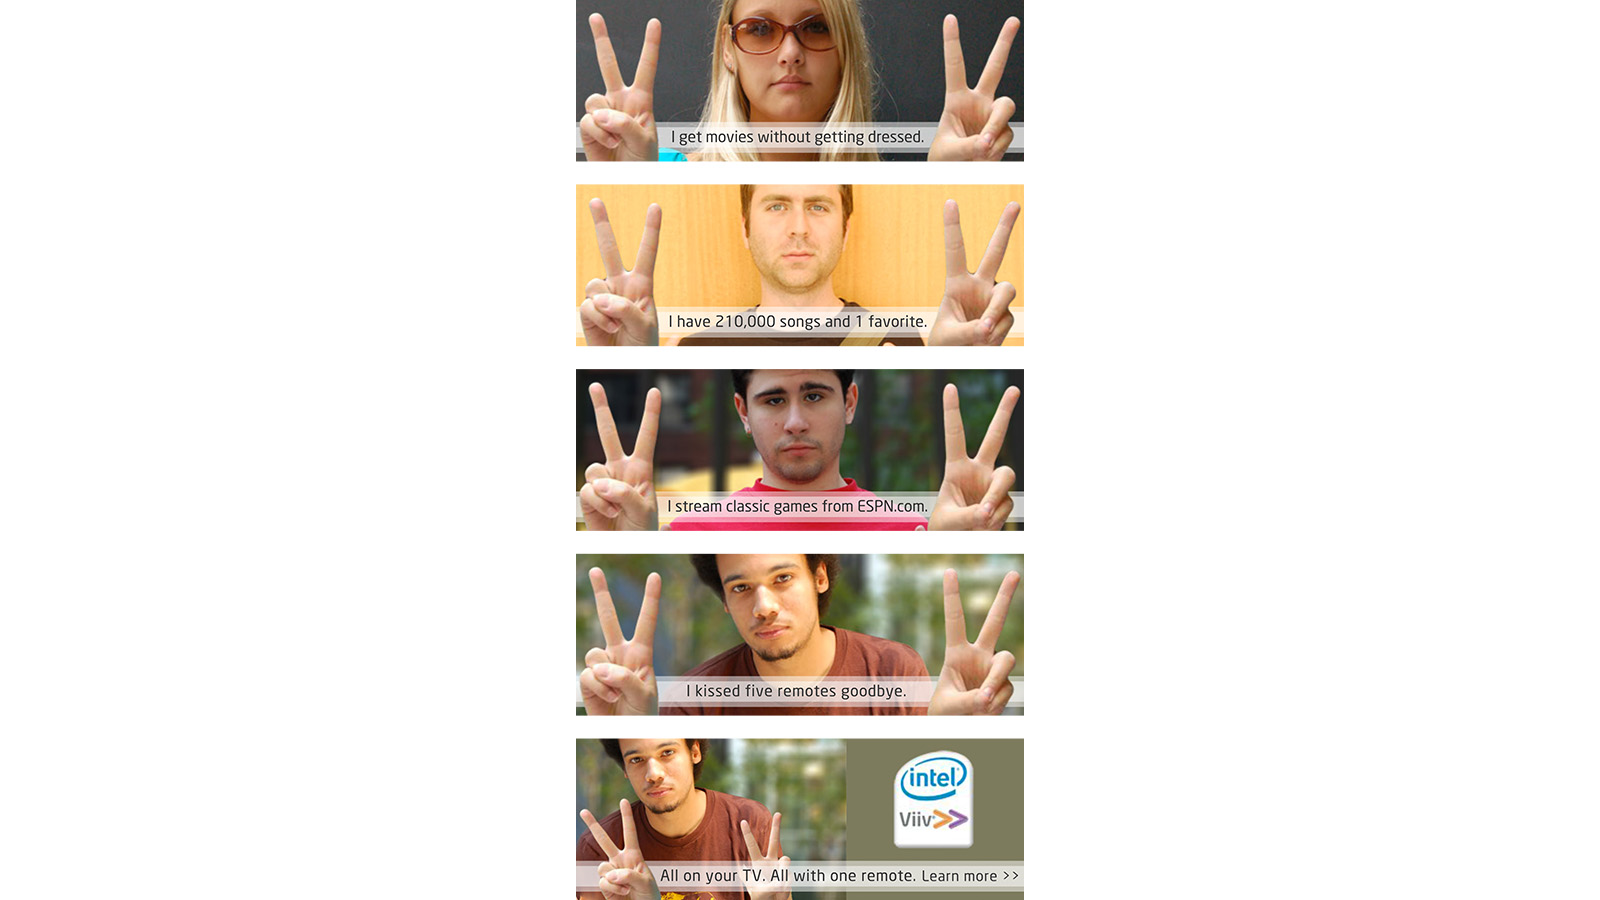 I get movies without getting dressed.
I have 210,000 songs and 1 favorite.
I stream classic games from ESPN.com.
I kissed five remotes goodbye.
intel
Viiv
All on your TV. All with one remote. Learn more >>